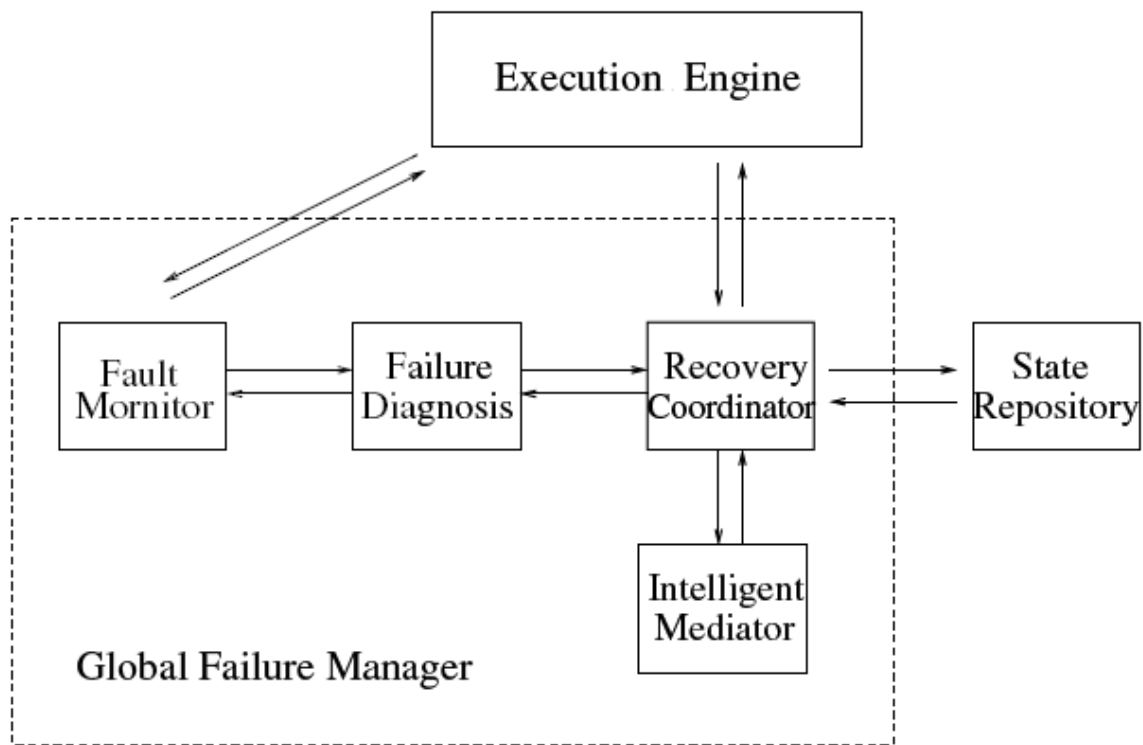 Execution Engine
Fault
Mornitor
Failure
Diagnosis
Recovery
Coordinator
State
Repository
Intelligent
Mediator
Global Failure Manager